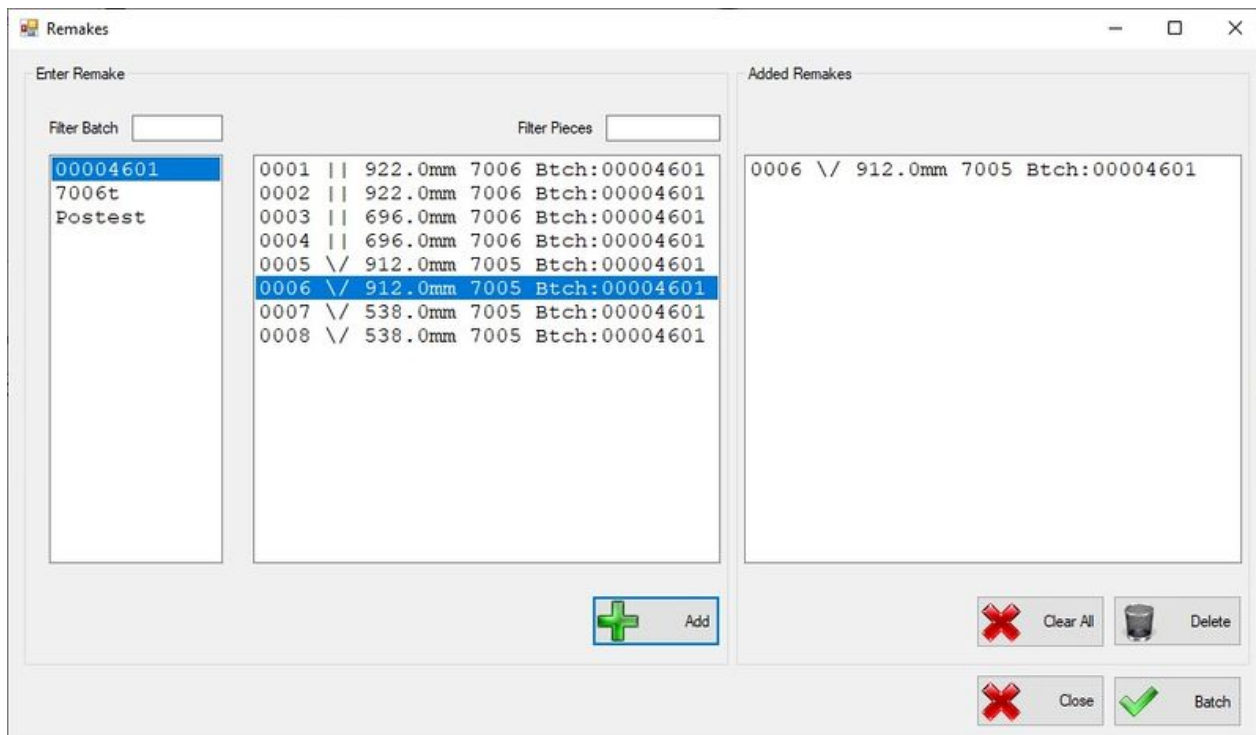 Remakes
Enter Remake
Filter Batch
Filter Pieces
00004601
7006t
Postest
0001 || 922.0mm 7006 Btch:00004601
0002 || 922.0mm 7006 Btch:00004601
0003 || 696.0mm 7006 Btch:00004601
0004 || 696.0mm 7006 Btch:00004601
0005 \/ 912.0mm 7005 Btch:00004601
0006 \/ 912.0mm 7005 Btch:00004601
0007 \/ 538.0mm 7005 Btch:00004601
0008 \/ 538.0mm 7005 Btch:00004601
Add
Added Remakes
0006 \/ 912.0mm 7005 Btch:00004601
Clear All
Delete
Close
Batch